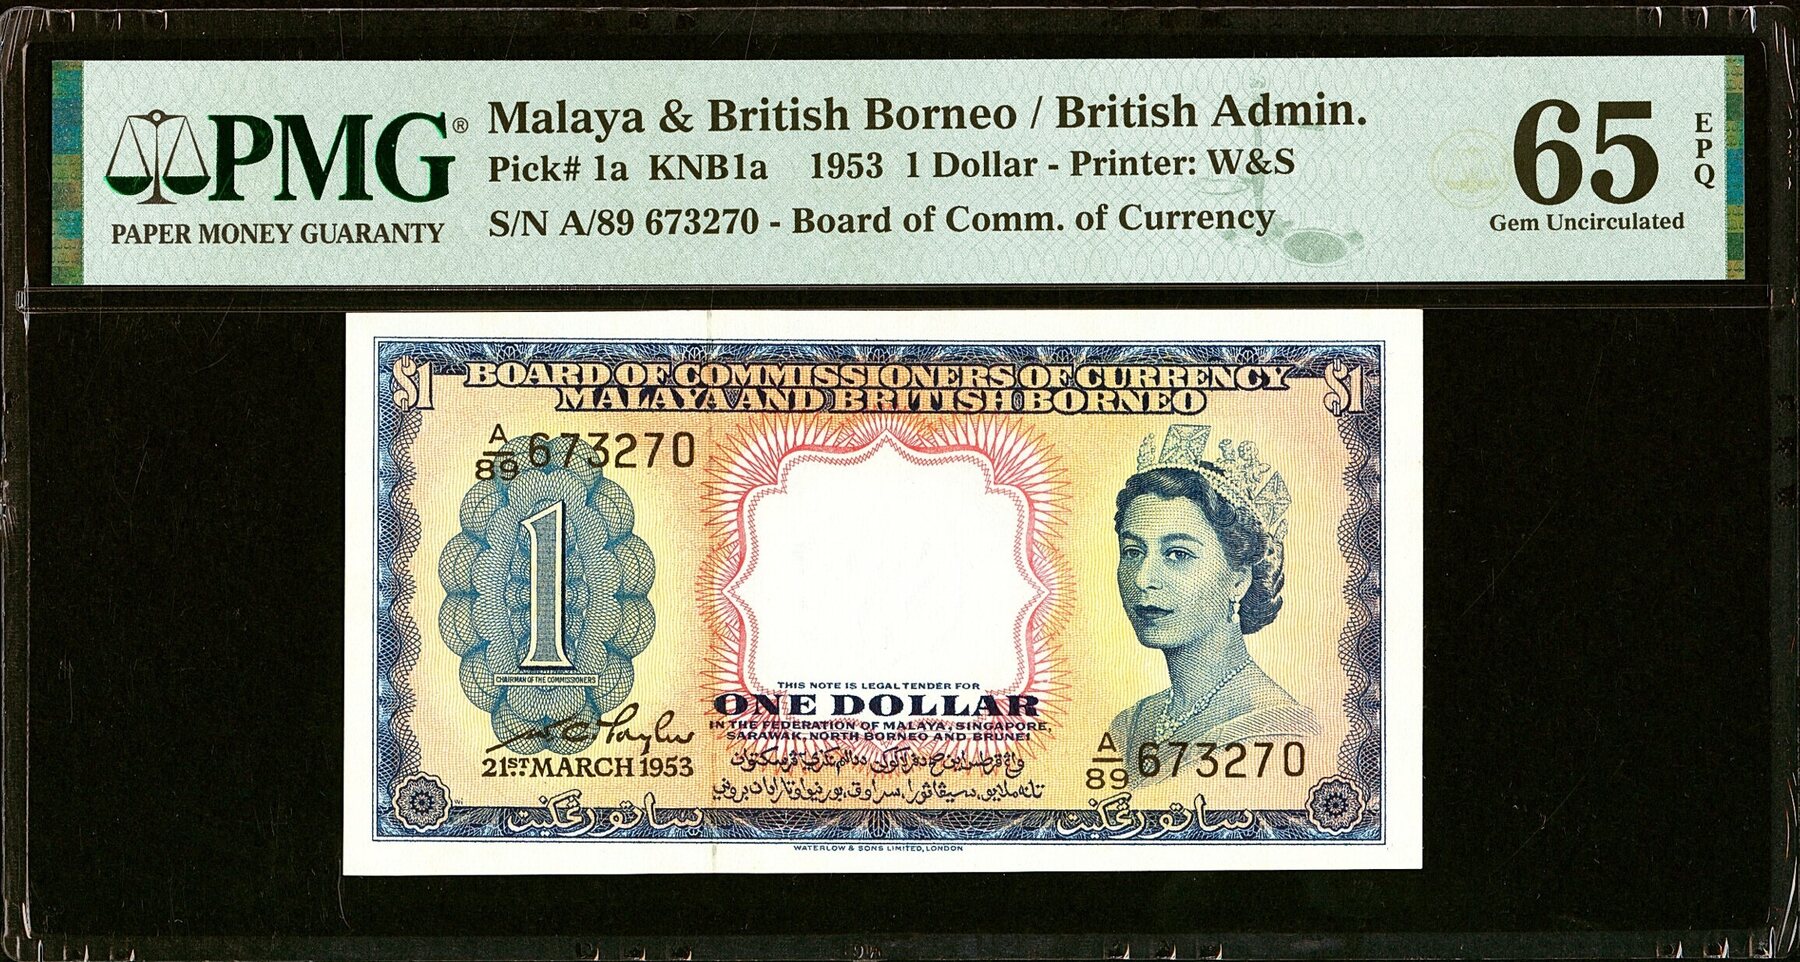 PMG®
PAPER MONEY GUARANTY
Malaya & British Borneo / British Admin.
Pick# 1a KNB1a 1953 1 Dollar - Printer: W&S
S/N A/89 673270 - Board of Comm. of Currency
65
EPQ
Gem Uncirculated
$1 BOARD OF COMMISSIONERS OF CURRENCY $1
MALAYA AND BRITISH BORNEO
A/89 673270
1
CHAIRMAN OF THE COMMISSIONERS
21ST MARCH 1953
THIS NOTE IS LEGAL TENDER FOR
ONE DOLLAR
IN THE FEDERATION OF MALAYA, SINGAPORE,
SARAWAK, NORTH BORNEO AND BRUNEI
A/89 673270
ساتو رڠݢيت ساتو رڠݢيت
WATERLOW & SONS LIMITED, LONDON